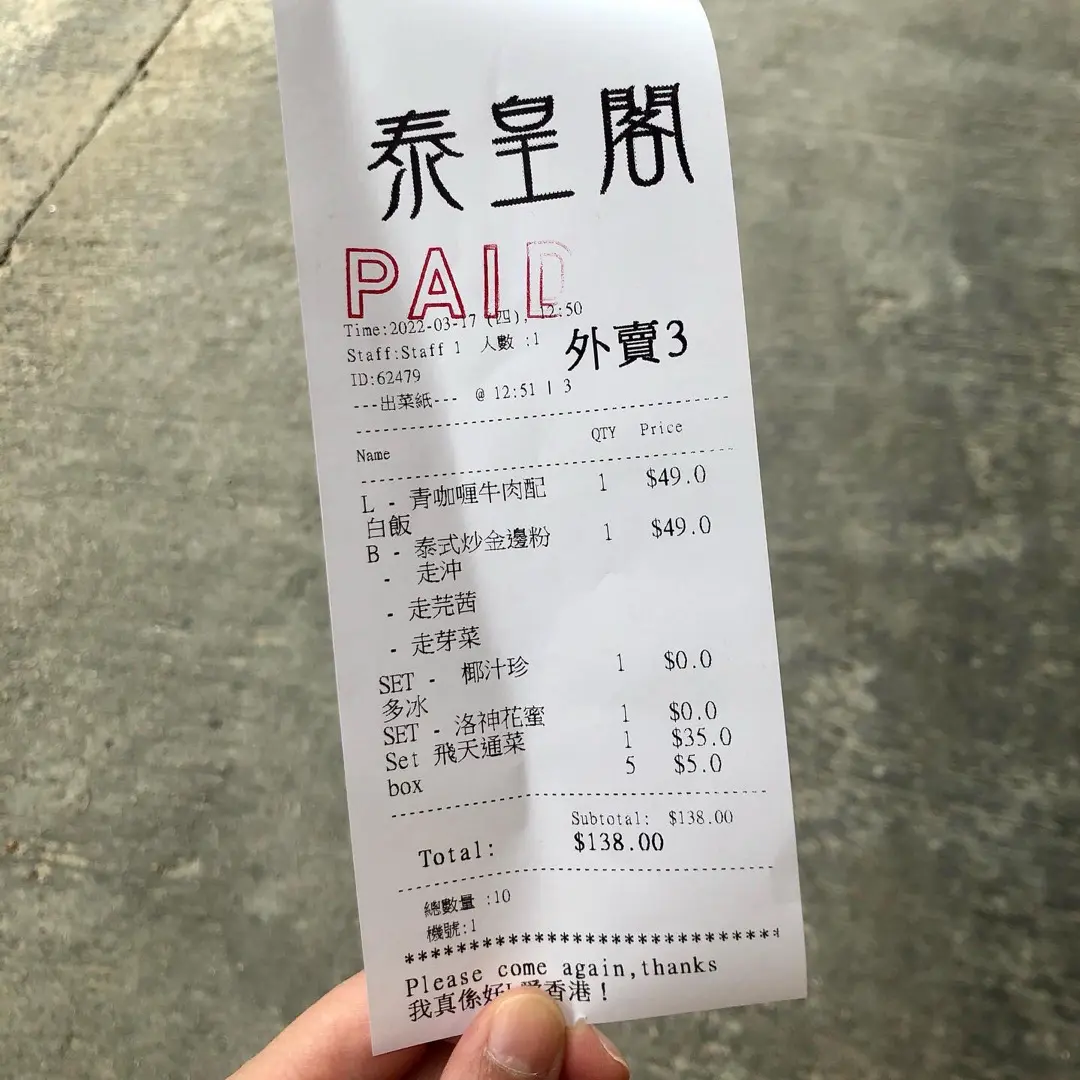 泰皇閣
PAID
Time:2022-03-17 (四), 12:50
Staff:Staff 1 人數 :1
外賣3
ID:62479
---出菜紙--- @ 12:51 | 3
Name QTY Price
L - 青咖喱牛肉配 1 $49.0
白飯
B - 泰式炒金邊粉 1 $49.0
- 走沖
- 走芫茜
- 走芽菜
SET - 椰汁珍 1 $0.0
多冰
SET - 洛神花蜜 1 $0.0
Set 飛天通菜 1 $35.0
box 5 $5.0
Subtotal: $138.00
Total: $138.00
總數量 :10
機號:1
******************************
Please come again,thanks
我真係好 愛香港！